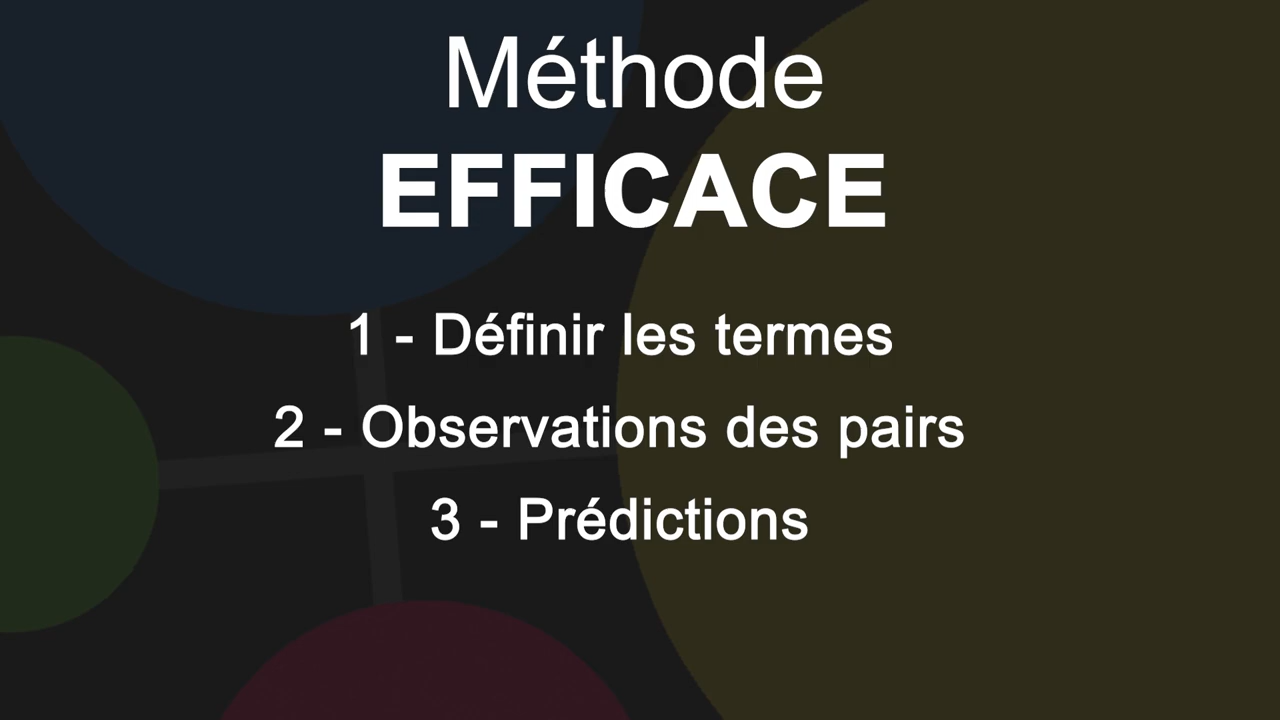 Méthode
EFFICACE
1 - Définir les termes
2 - Observations des pairs
3 - Prédictions